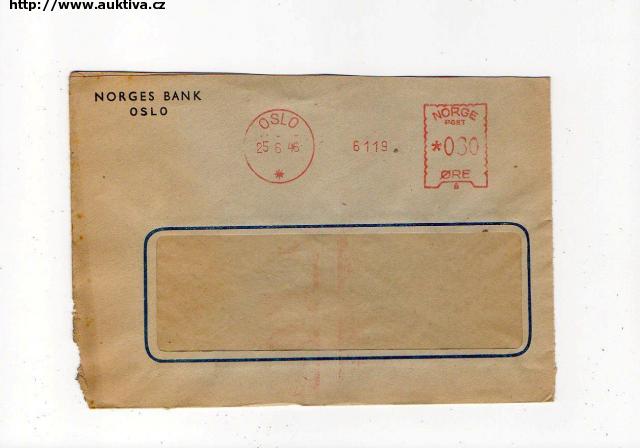 http://www.auktiva.cz
NORGES BANK
OSLO
OSLO
25 6 46
6119
NORGE
POST
*030
ØRE